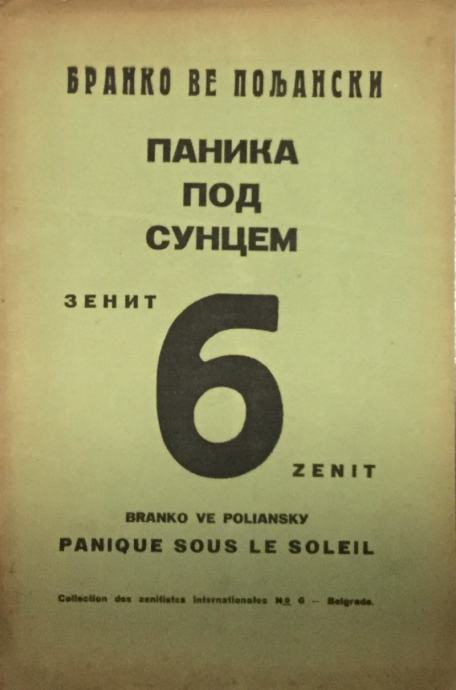 БРАНКО ВЕ ПОЉАНСКИ
ПАНИКА
ПОД
СУНЦЕМ
ЗЕНИТ
6
ZENIT
BRANKO VE POLIANSKY
PANIQUE SOUS LE SOLEIL
Collection des zenitistes internationales No 6 — Belgrade.